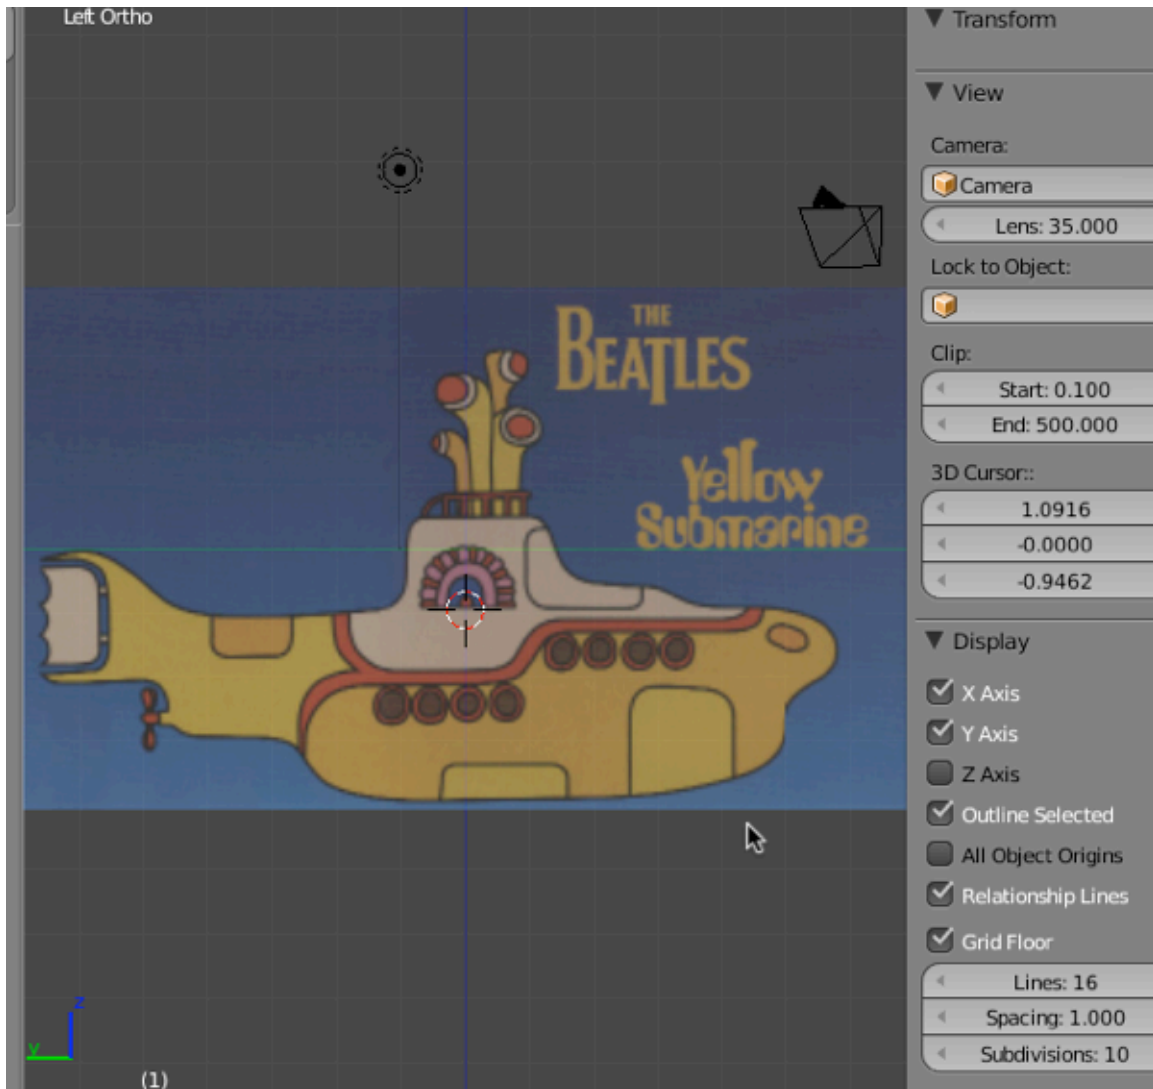 Left Ortho
THE
BEATLES
Yellow
Submarine
z
y
(1)
Transform
View
Camera:
Camera
Lens: 35.000
Lock to Object:
Clip:
Start: 0.100
End: 500.000
3D Cursor::
1.0916
-0.0000
-0.9462
Display
X Axis
Y Axis
Z Axis
Outline Selected
All Object Origins
Relationship Lines
Grid Floor
Lines: 16
Spacing: 1.000
Subdivisions: 10